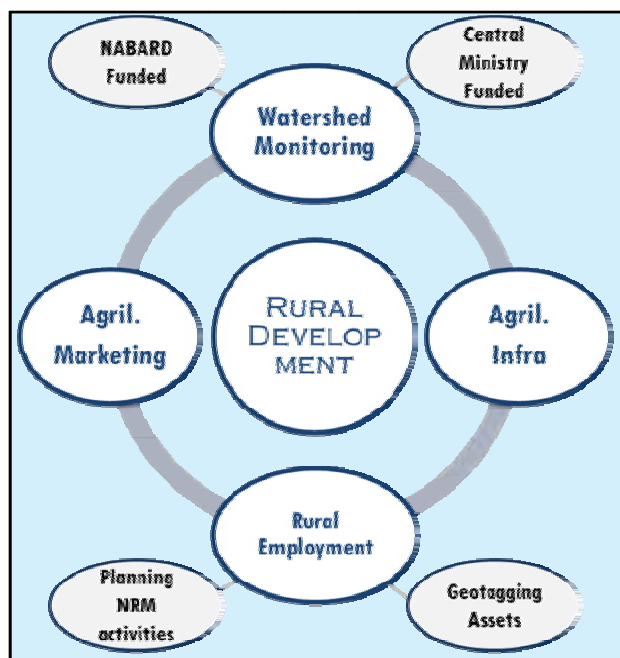 NABARD
Funded
Central
Ministry
Funded
Watershed
Monitoring
Agril.
Marketing
RURAL
DEVELOP
MENT
Agril.
Infra
Rural
Employment
Planning
NRM
activities
Geotagging
Assets